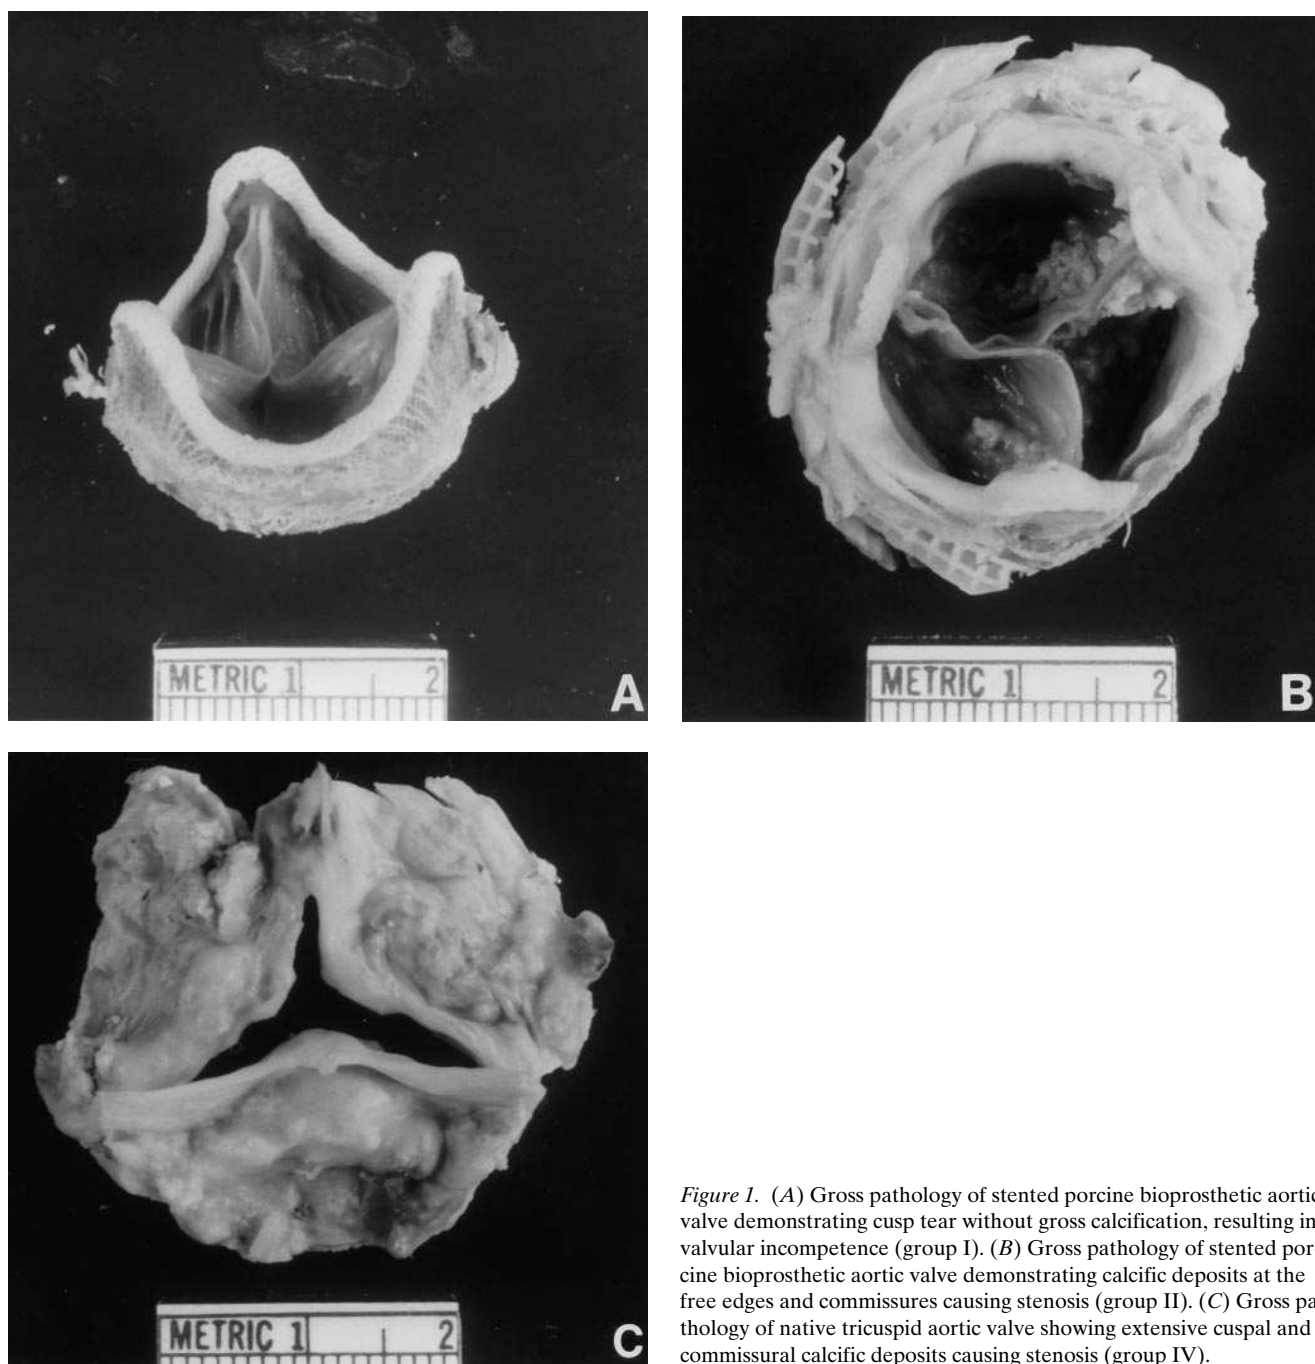 METRIC 1 2
A
METRIC 1 2
B
METRIC 1 2
C
Figure 1. (A) Gross pathology of stented porcine bioprosthetic aortic
valve demonstrating cusp tear without gross calcification, resulting in
valvular incompetence (group I). (B) Gross pathology of stented por-
cine bioprosthetic aortic valve demonstrating calcific deposits at the
free edges and commissures causing stenosis (group II). (C) Gross pa
thology of native tricuspid aortic valve showing extensive cuspal and
commissural calcific deposits causing stenosis (group IV).